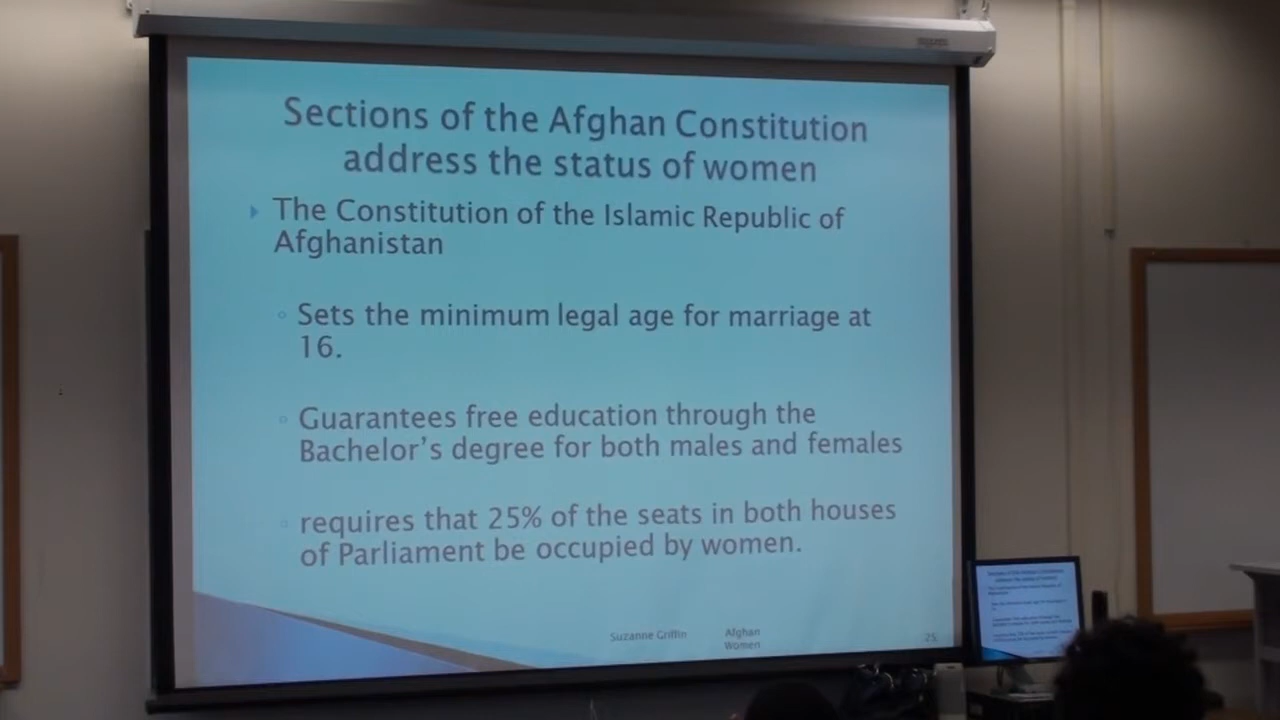 Sections of the Afghan Constitution
address the status of women
The Constitution of the Islamic Republic of
Afghanistan
Sets the minimum legal age for marriage at
16.
Guarantees free education through the
Bachelor's degree for both males and females
requires that 25% of the seats in both houses
of Parliament be occupied by women.
Suzanne Griffin
Afghan
Women
25